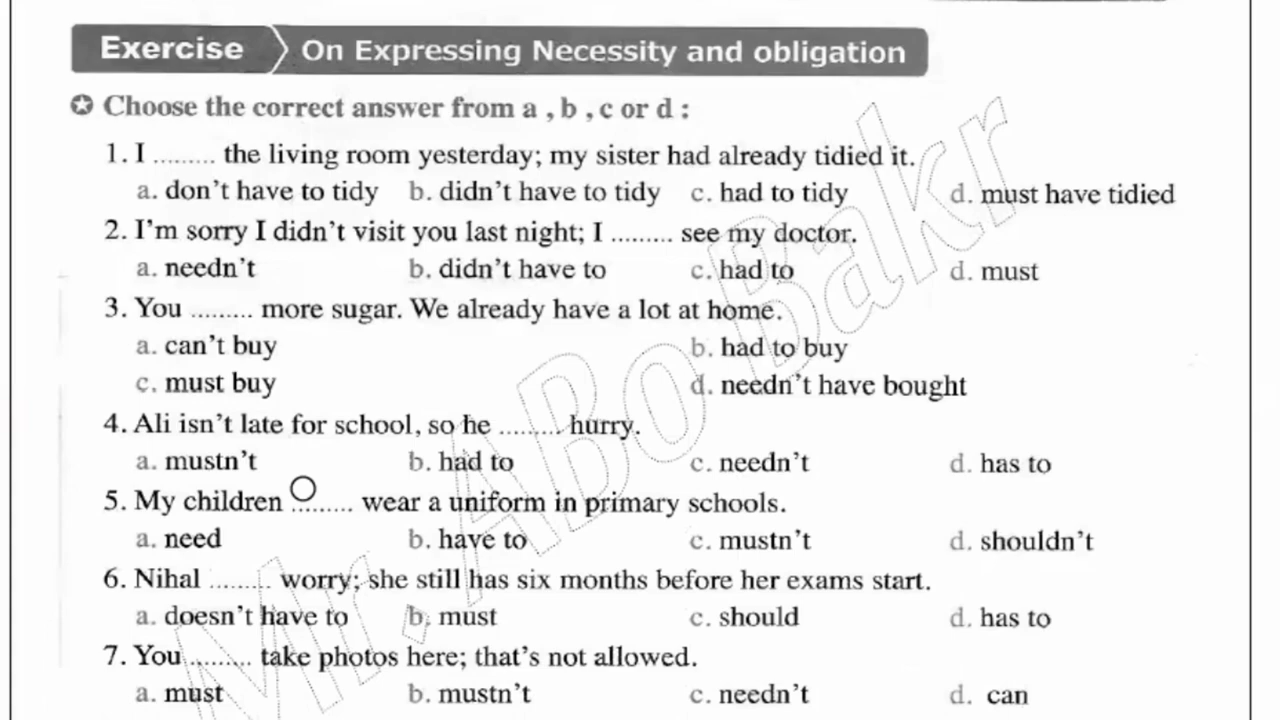 Exercise On Expressing Necessity and obligation
✪ Choose the correct answer from a , b , c or d :
1. I ......... the living room yesterday; my sister had already tidied it.
a. don't have to tidy b. didn't have to tidy c. had to tidy d. must have tidied
2. I'm sorry I didn't visit you last night; I ......... see my doctor.
a. needn't b. didn't have to c. had to d. must
3. You ......... more sugar. We already have a lot at home.
a. can't buy b. had to buy
c. must buy d. needn't have bought
4. Ali isn't late for school, so he ......... hurry.
a. mustn't b. had to c. needn't d. has to
5. My children ......... wear a uniform in primary schools.
a. need b. have to c. mustn't d. shouldn't
6. Nihal ......... worry; she still has six months before her exams start.
a. doesn't have to b. must c. should d. has to
7. You ......... take photos here; that's not allowed.
a. must b. mustn't c. needn't d. can
Mr. ABo Bakr